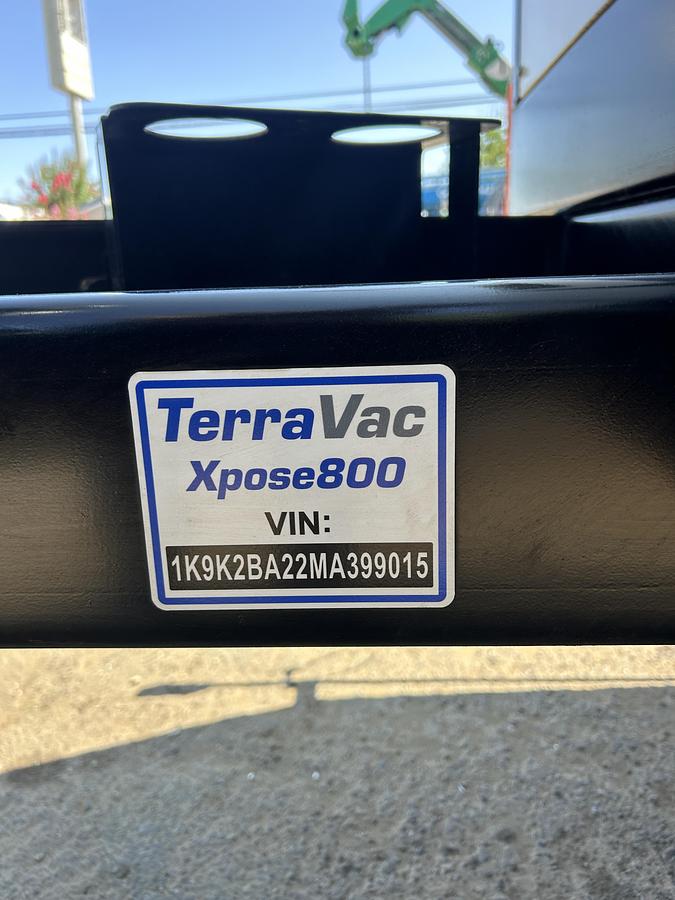 TerraVac
Xpose800
VIN:
1K9K2BA22MA399015